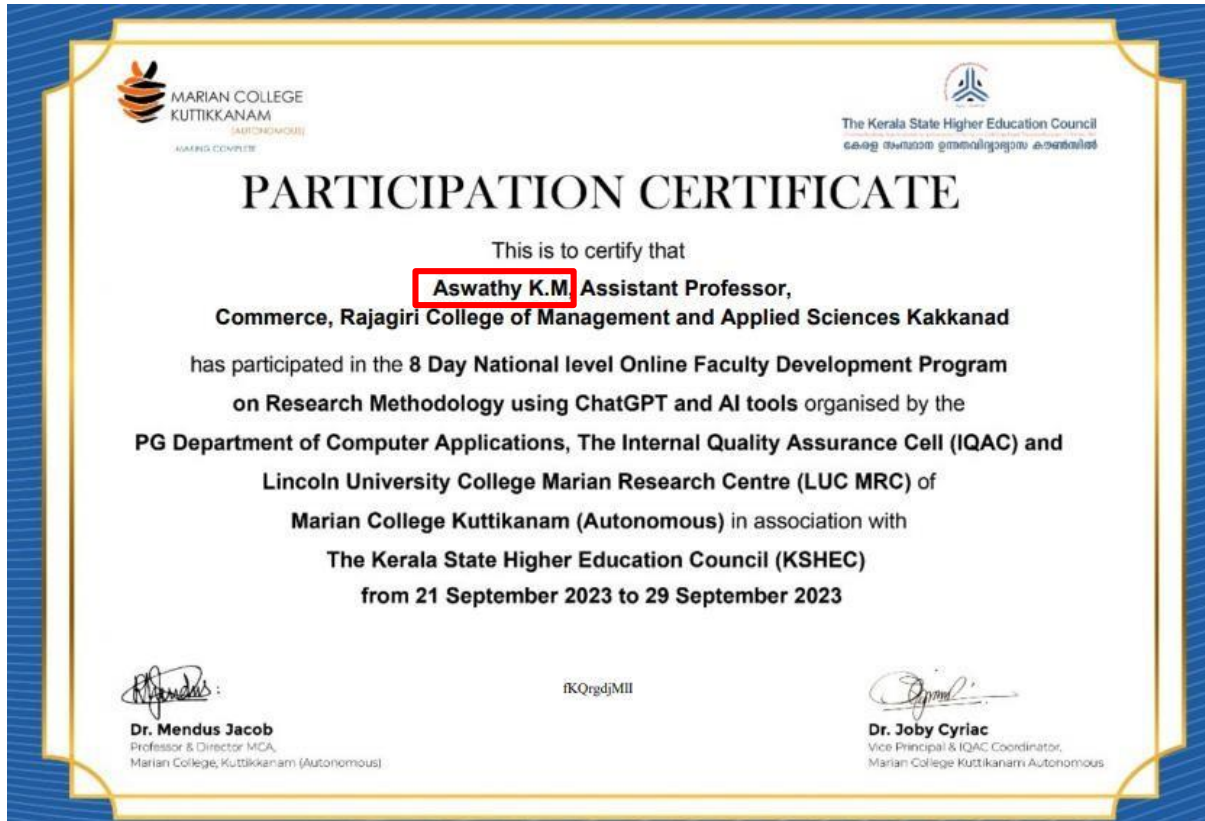 MARIAN COLLEGE
KUTTIKKANAM
(AUTONOMOUS)
MAKING COMPLETE
The Kerala State Higher Education Council
കേരള സംസ്ഥാന ഉന്നതവിദ്യാഭ്യാസ കൗൺസിൽ
PARTICIPATION CERTIFICATE
This is to certify that
Aswathy K.M, Assistant Professor,
Commerce, Rajagiri College of Management and Applied Sciences Kakkanad
has participated in the 8 Day National level Online Faculty Development Program
on Research Methodology using ChatGPT and AI tools organised by the
PG Department of Computer Applications, The Internal Quality Assurance Cell (IQAC) and
Lincoln University College Marian Research Centre (LUC MRC) of
Marian College Kuttikanam (Autonomous) in association with
The Kerala State Higher Education Council (KSHEC)
from 21 September 2023 to 29 September 2023
Dr. Mendus Jacob
Professor & Director MCA,
Marian College, Kuttikkanam (Autonomous)
Dr. Joby Cyriac
Vice Principal & IQAC Coordinator,
Marian College Kuttikanam Autonomous